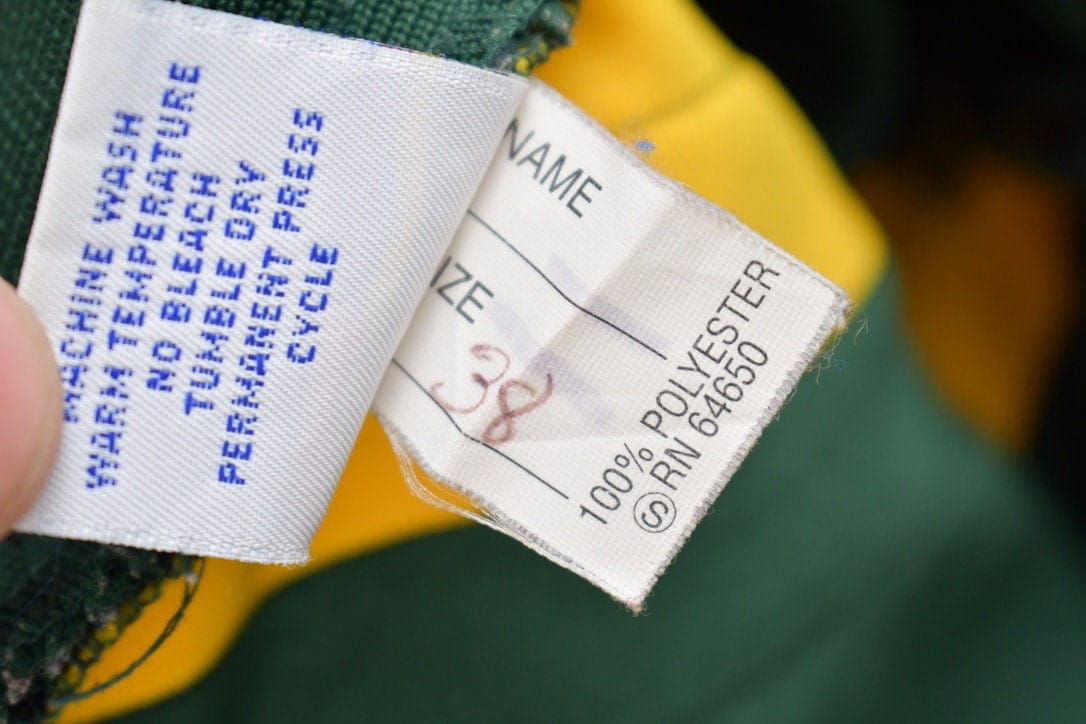 MACHINE WASH
WARM TEMPERATURE
NO BLEACH
TUMBLE DRY
PERMANENT PRESS
CYCLE
NAME
IZE
38
100% POLYESTER
Ⓢ RN 64650